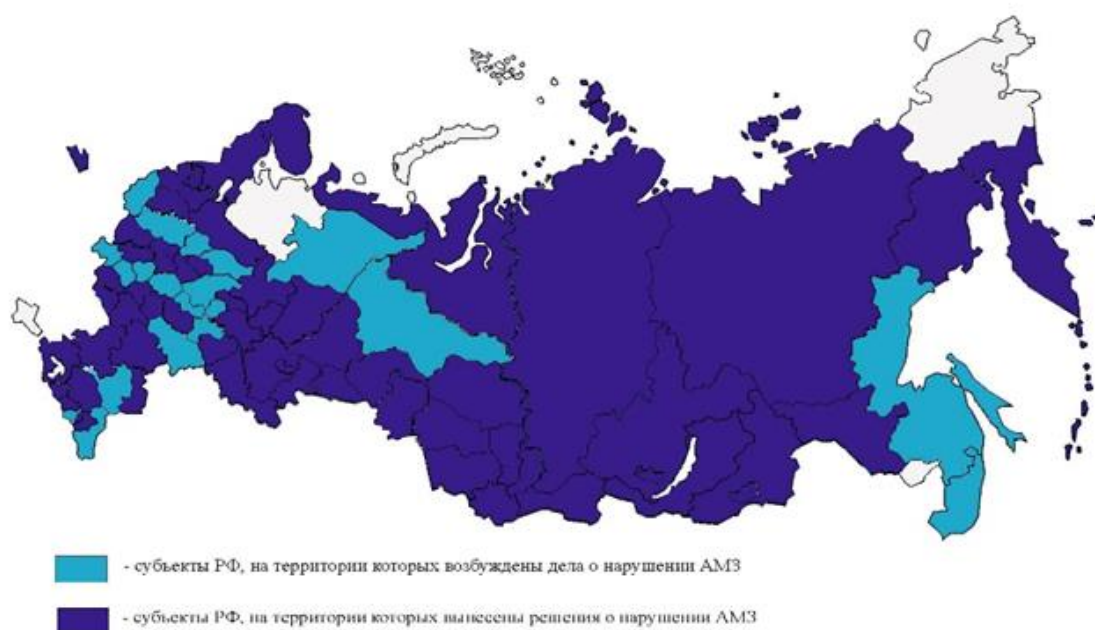 - субъекты РФ, на территории которых возбуждены дела о нарушении АМЗ
- субъекты РФ, на территории которых вынесены решения о нарушении АМЗ